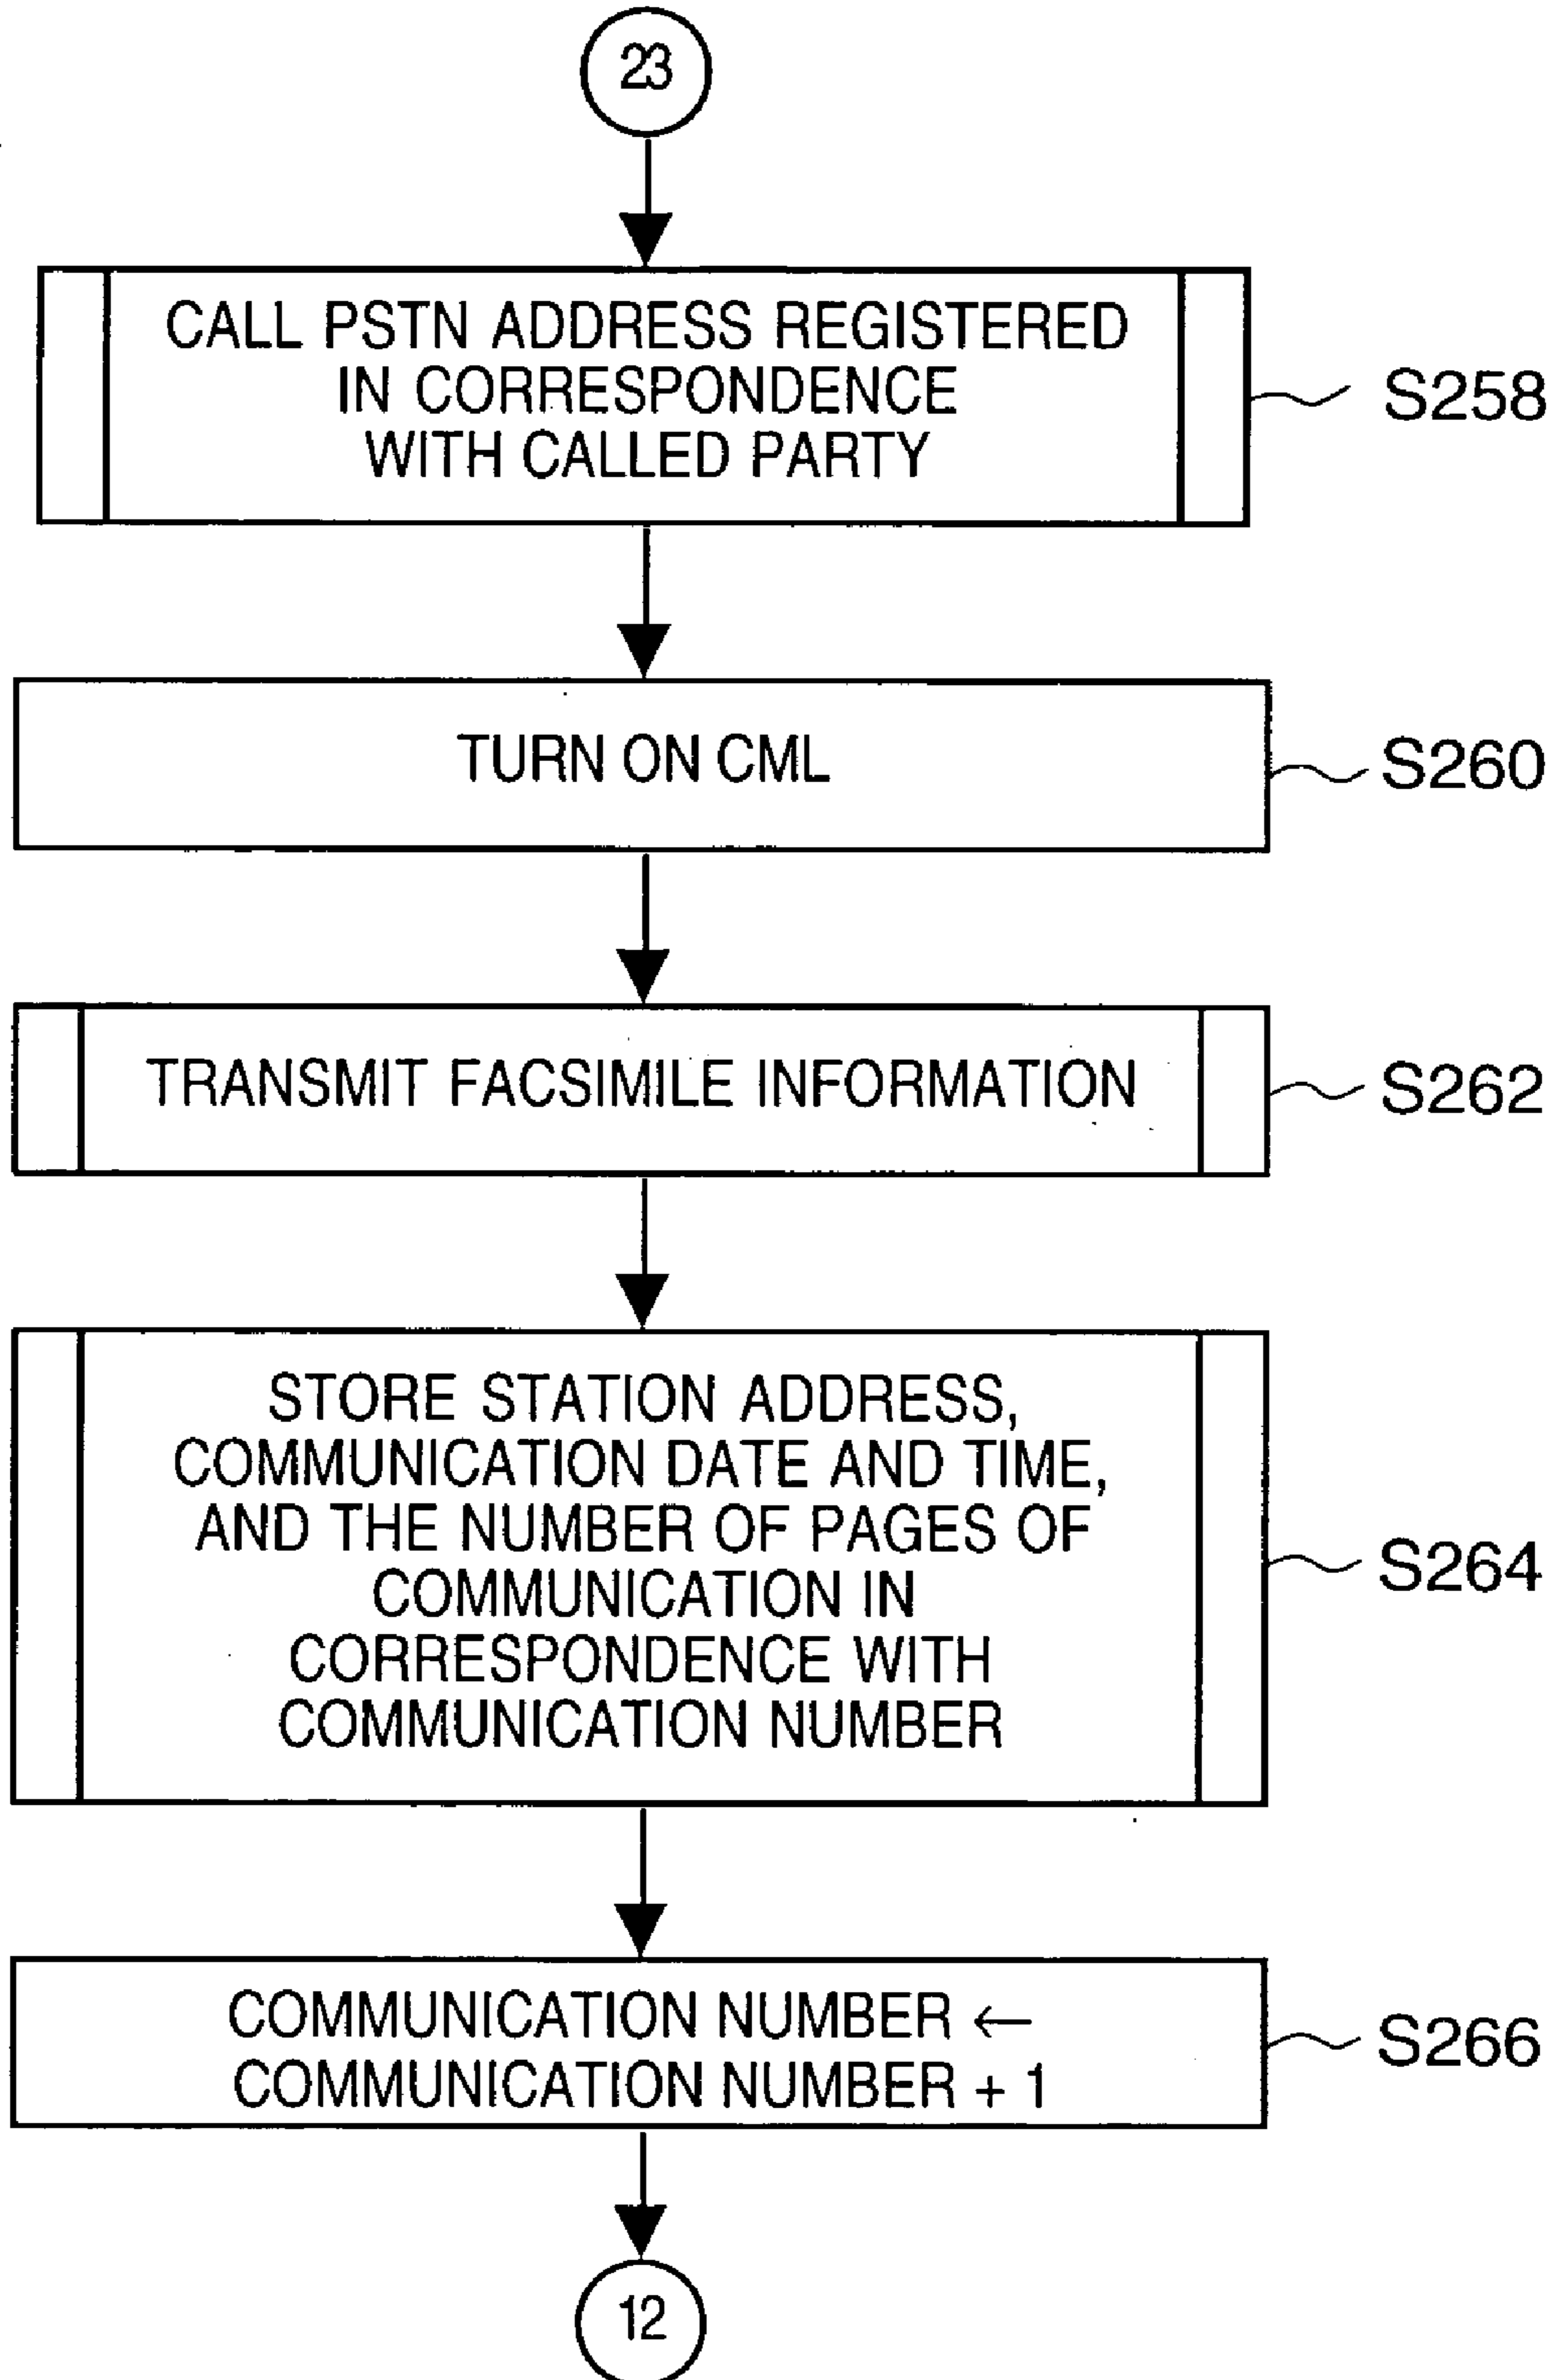 23
CALL PSTN ADDRESS REGISTERED
IN CORRESPONDENCE
WITH CALLED PARTY
S258
TURN ON CML
S260
TRANSMIT FACSIMILE INFORMATION
S262
STORE STATION ADDRESS,
COMMUNICATION DATE AND TIME,
AND THE NUMBER OF PAGES OF
COMMUNICATION IN
CORRESPONDENCE WITH
COMMUNICATION NUMBER
S264
COMMUNICATION NUMBER ←
COMMUNICATION NUMBER + 1
S266
12